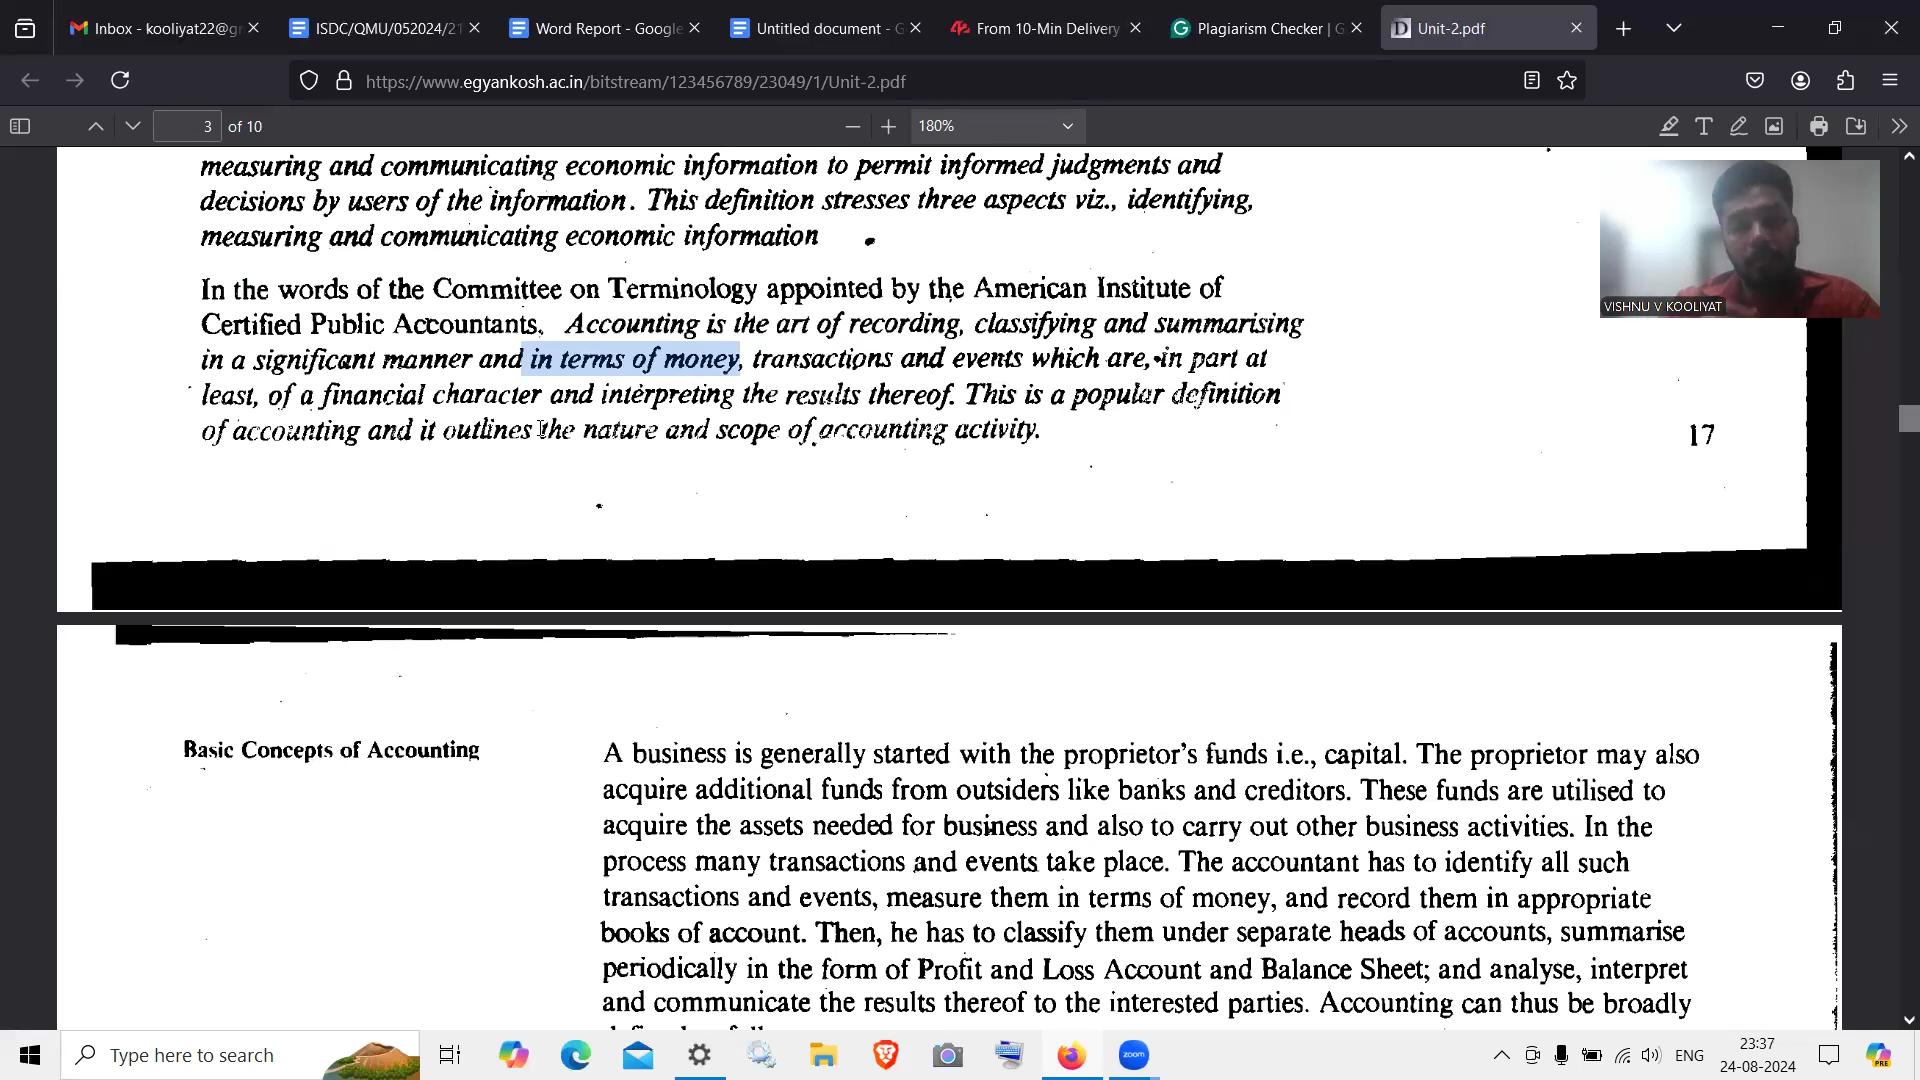 Inbox - kooliyat22@gr
ISDC/QMU/052024/21
Word Report - Google
Untitled document - G
From 10-Min Delivery
Plagiarism Checker | G
Unit-2.pdf
https://www.egyankosh.ac.in/bitstream/123456789/23049/1/Unit-2.pdf
3 of 10
180%
measuring and communicating economic information to permit informed judgments and
decisions by users of the information. This definition stresses three aspects viz., identifying,
measuring and communicating economic information
In the words of the Committee on Terminology appointed by the American Institute of
Certified Public Accountants, Accounting is the art of recording, classifying and summarising
in a significant manner and in terms of money, transactions and events which are, in part at
least, of a financial character and interpreting the results thereof. This is a popular definition
of accounting and it outlines the nature and scope of accounting activity.
17
VISHNU V KOOLIYAT
Basic Concepts of Accounting
A business is generally started with the proprietor's funds i.e., capital. The proprietor may also
acquire additional funds from outsiders like banks and creditors. These funds are utilised to
acquire the assets needed for business and also to carry out other business activities. In the
process many transactions and events take place. The accountant has to identify all such
transactions and events, measure them in terms of money, and record them in appropriate
books of account. Then, he has to classify them under separate heads of accounts, summarise
periodically in the form of Profit and Loss Account and Balance Sheet; and analyse, interpret
and communicate the results thereof to the interested parties. Accounting can thus be broadly
Type here to search
zoom
ENG
23:37
24-08-2024
PRE